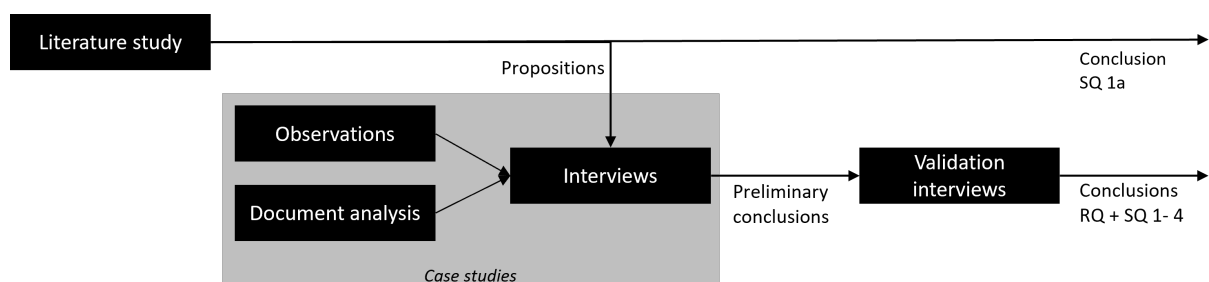 Literature study
Propositions
Conclusion
SQ 1a
Observations
Document analysis
Interviews
Preliminary
conclusions
Validation
interviews
Conclusions
RQ + SQ 1- 4
Case studies